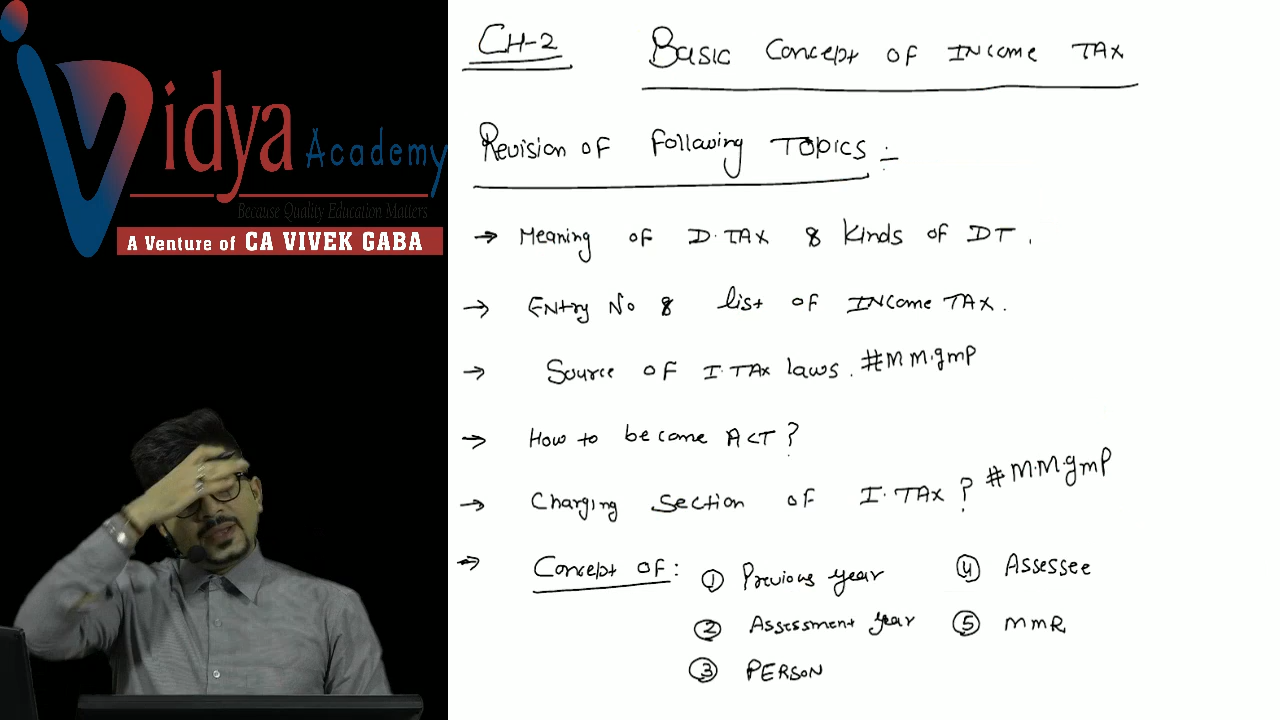 Vidya Academy
Because Quality Education Matters
A Venture of CA VIVEK GABA
CH-2 Basic Concept of INcome TAX
Revision of Following Topics :-
→ Meaning of D.TAX & Kinds of DT.
→ Entry No & list of INcome TAX.
→ Source of I.TAX laws. #M M.gmp
→ How to become ACT?
→ Charging Section of I.TAX? #M.M.gmp
→ Concept of: ① Previous year ④ Assessee
② Assessment year ⑤ MMR
③ PERSON